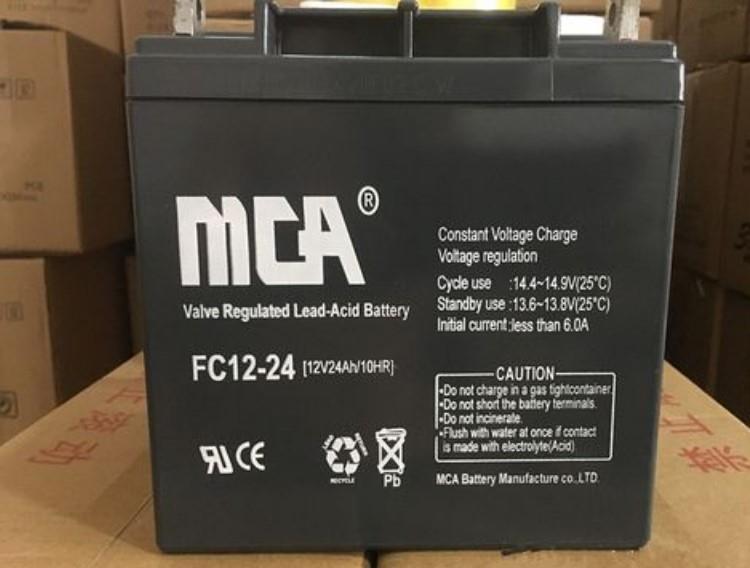 MCA®
Valve Regulated Lead-Acid Battery
FC12-24 [12V24Ah/10HR]
Constant Voltage Charge
Voltage regulation
Cycle use :14.4~14.9V(25°C)
Standby use :13.6~13.8V(25°C)
Initial current:less than 6.0A
CAUTION
•Do not charge in a gas tightcontainer.
•Do not short the battery terminals.
•Do not incinerate.
•Flush with water at once if contact
is made with electrolyte(Acid)
RU CE
RECYCLE
Pb
MCA Battery Manufacture co.,LTD.